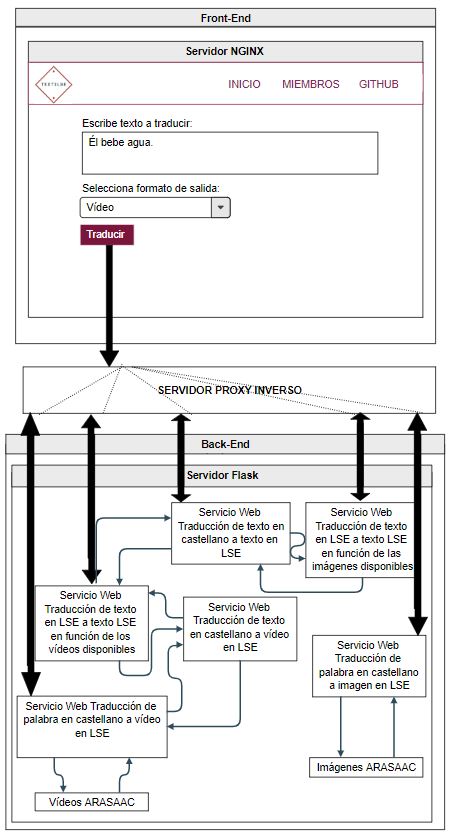 Front-End
Servidor NGINX
TEXT2LSE
INICIO MIEMBROS GITHUB
Escribe texto a traducir:
Él bebe agua.
Selecciona formato de salida:
Vídeo
Traducir
SERVIDOR PROXY INVERSO
Back-End
Servidor Flask
Servicio Web
Traducción de texto en
castellano a texto en
LSE
Servicio Web
Traducción de texto
en LSE a texto LSE
en función de las
imágenes disponibles
Servicio Web
Traducción de texto
en LSE a texto LSE
en función de los
vídeos disponibles
Servicio Web
Traducción de texto
en castellano a vídeo
en LSE
Servicio Web
Traducción de
palabra en castellano
a imagen en LSE
Servicio Web Traducción de
palabra en castellano a vídeo
en LSE
Imágenes ARASAAC
Vídeos ARASAAC